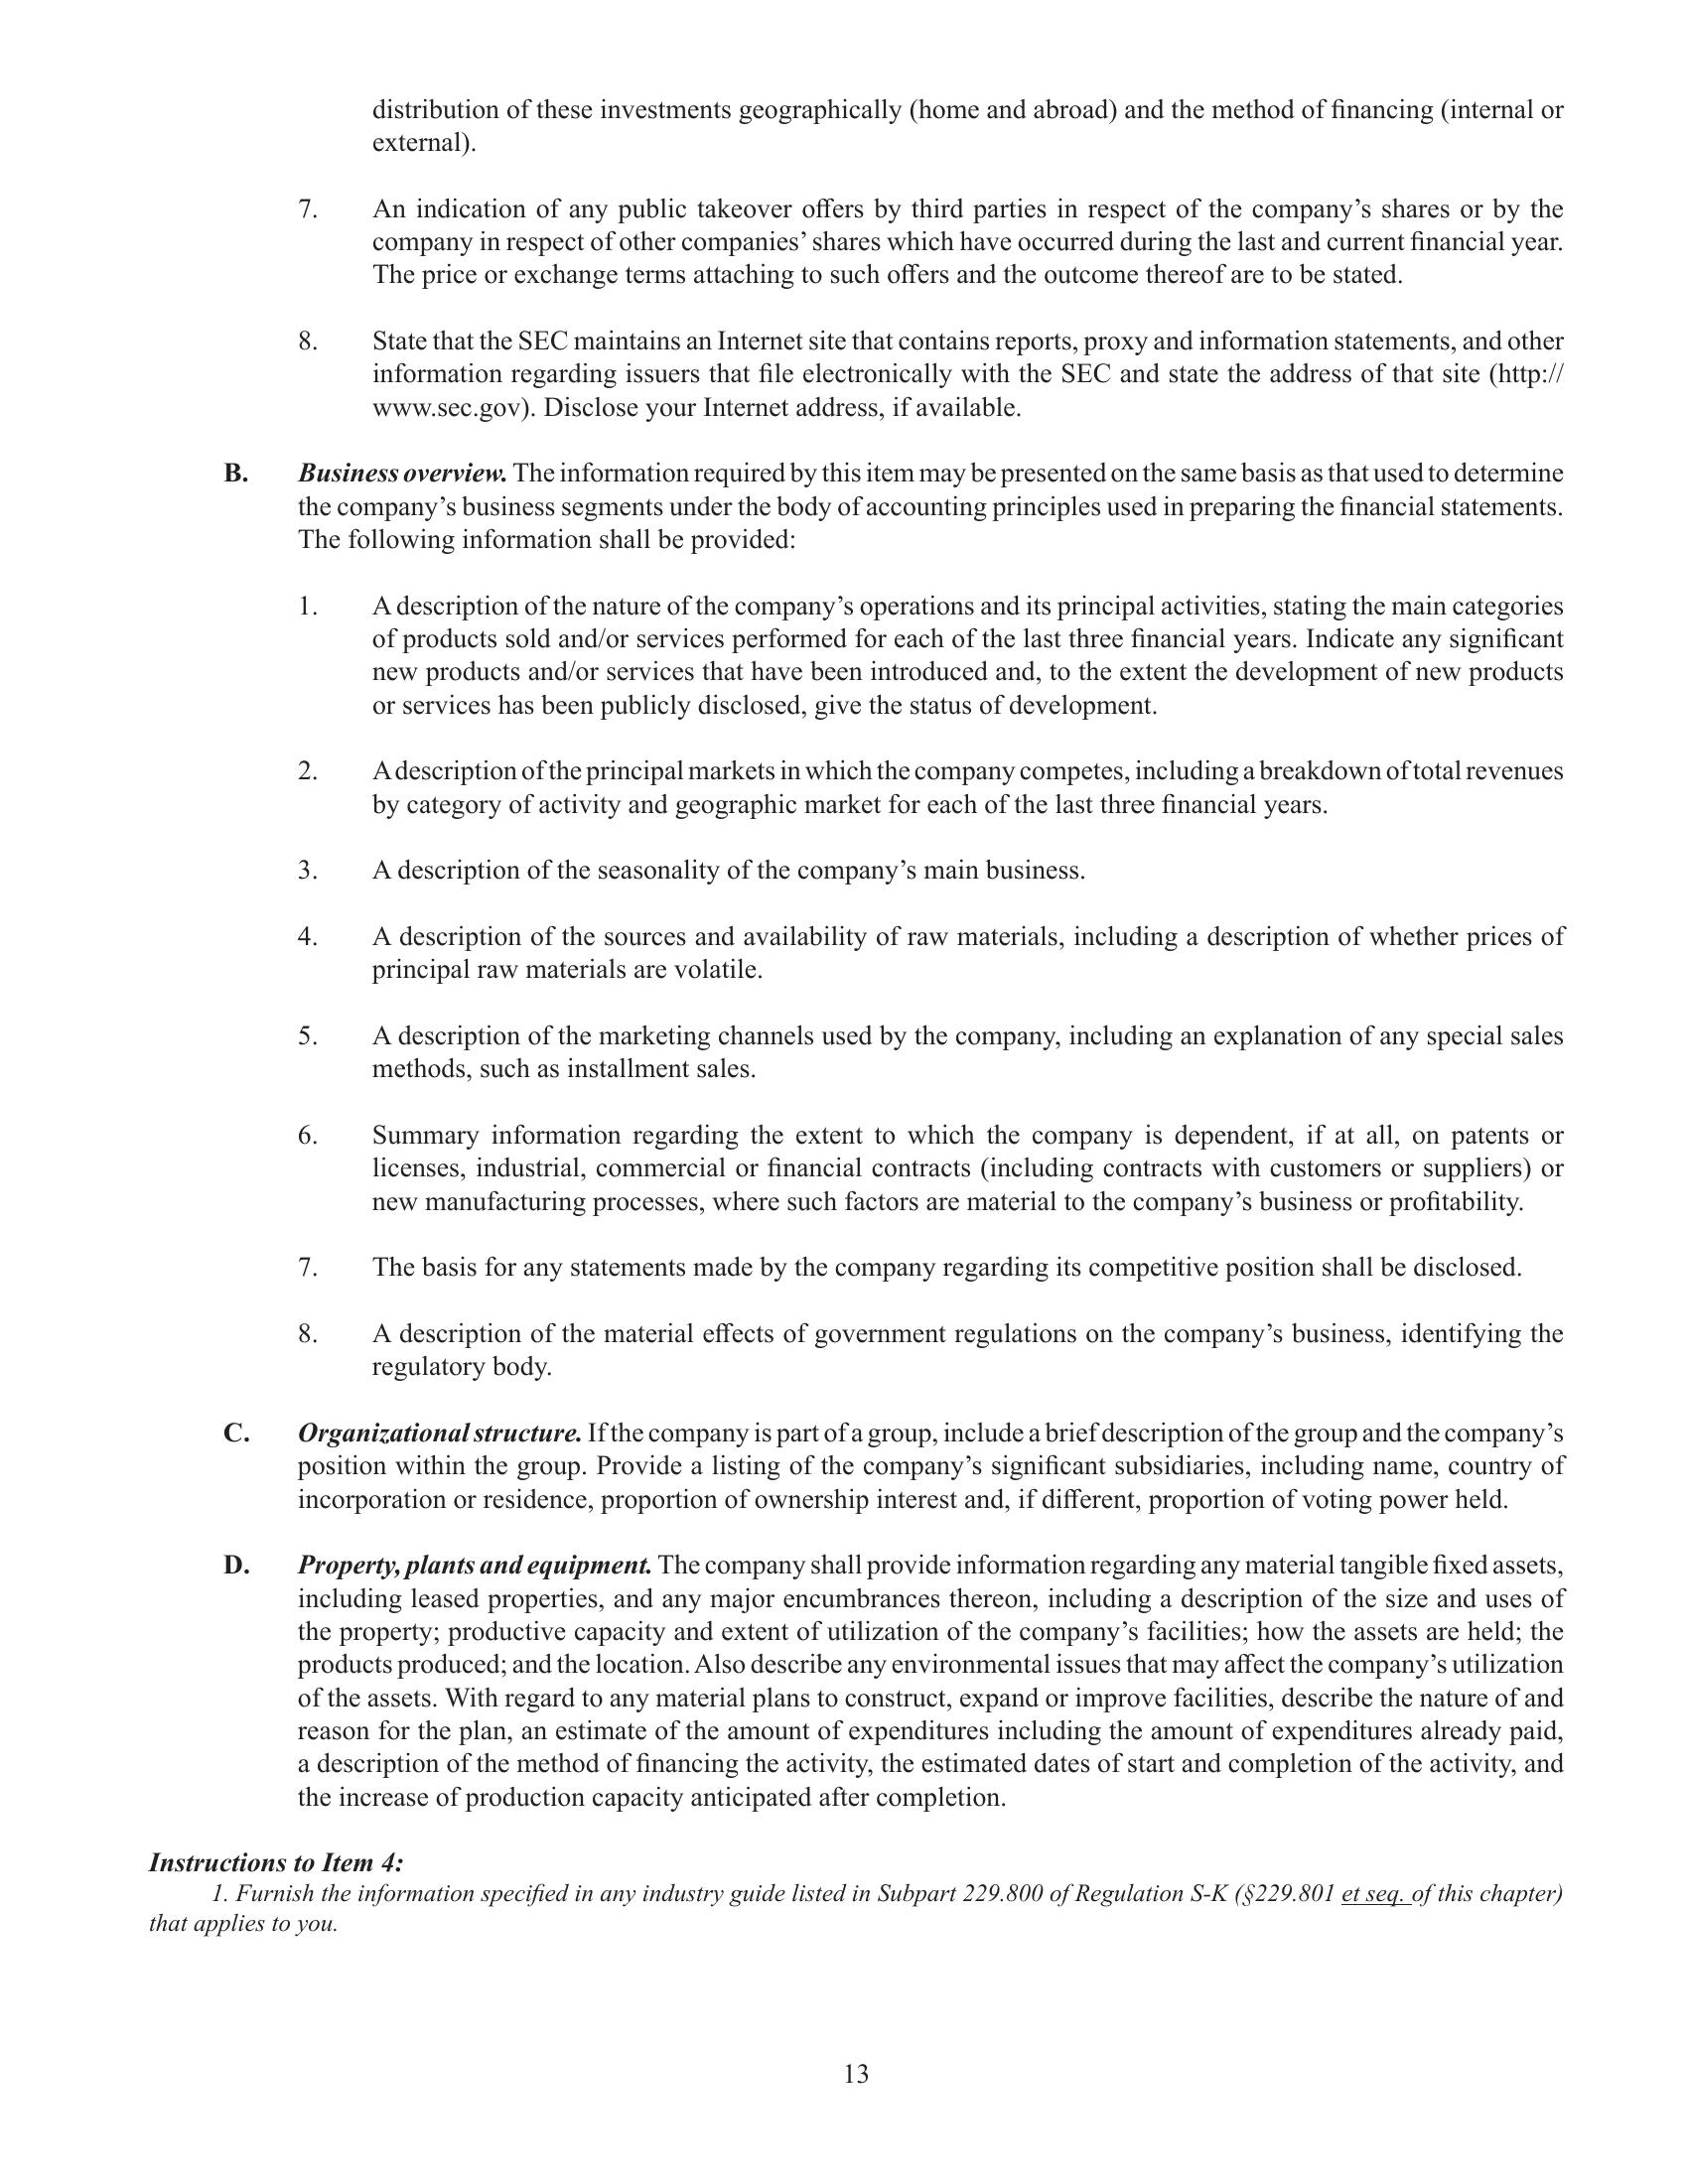 distribution of these investments geographically (home and abroad) and the method of financing (internal or
external).
7. An indication of any public takeover offers by third parties in respect of the company’s shares or by the
company in respect of other companies’ shares which have occurred during the last and current financial year.
The price or exchange terms attaching to such offers and the outcome thereof are to be stated.
8. State that the SEC maintains an Internet site that contains reports, proxy and information statements, and other
information regarding issuers that file electronically with the SEC and state the address of that site (http://
www.sec.gov). Disclose your Internet address, if available.
B. Business overview. The information required by this item may be presented on the same basis as that used to determine
the company’s business segments under the body of accounting principles used in preparing the financial statements.
The following information shall be provided:
1. A description of the nature of the company’s operations and its principal activities, stating the main categories
of products sold and/or services performed for each of the last three financial years. Indicate any significant
new products and/or services that have been introduced and, to the extent the development of new products
or services has been publicly disclosed, give the status of development.
2. A description of the principal markets in which the company competes, including a breakdown of total revenues
by category of activity and geographic market for each of the last three financial years.
3. A description of the seasonality of the company’s main business.
4. A description of the sources and availability of raw materials, including a description of whether prices of
principal raw materials are volatile.
5. A description of the marketing channels used by the company, including an explanation of any special sales
methods, such as installment sales.
6. Summary information regarding the extent to which the company is dependent, if at all, on patents or
licenses, industrial, commercial or financial contracts (including contracts with customers or suppliers) or
new manufacturing processes, where such factors are material to the company’s business or profitability.
7. The basis for any statements made by the company regarding its competitive position shall be disclosed.
8. A description of the material effects of government regulations on the company’s business, identifying the
regulatory body.
C. Organizational structure. If the company is part of a group, include a brief description of the group and the company’s
position within the group. Provide a listing of the company’s significant subsidiaries, including name, country of
incorporation or residence, proportion of ownership interest and, if different, proportion of voting power held.
D. Property, plants and equipment. The company shall provide information regarding any material tangible fixed assets,
including leased properties, and any major encumbrances thereon, including a description of the size and uses of
the property; productive capacity and extent of utilization of the company’s facilities; how the assets are held; the
products produced; and the location. Also describe any environmental issues that may affect the company’s utilization
of the assets. With regard to any material plans to construct, expand or improve facilities, describe the nature of and
reason for the plan, an estimate of the amount of expenditures including the amount of expenditures already paid,
a description of the method of financing the activity, the estimated dates of start and completion of the activity, and
the increase of production capacity anticipated after completion.
Instructions to Item 4:
1. Furnish the information specified in any industry guide listed in Subpart 229.800 of Regulation S-K (§229.801 et seq. of this chapter)
that applies to you.
13